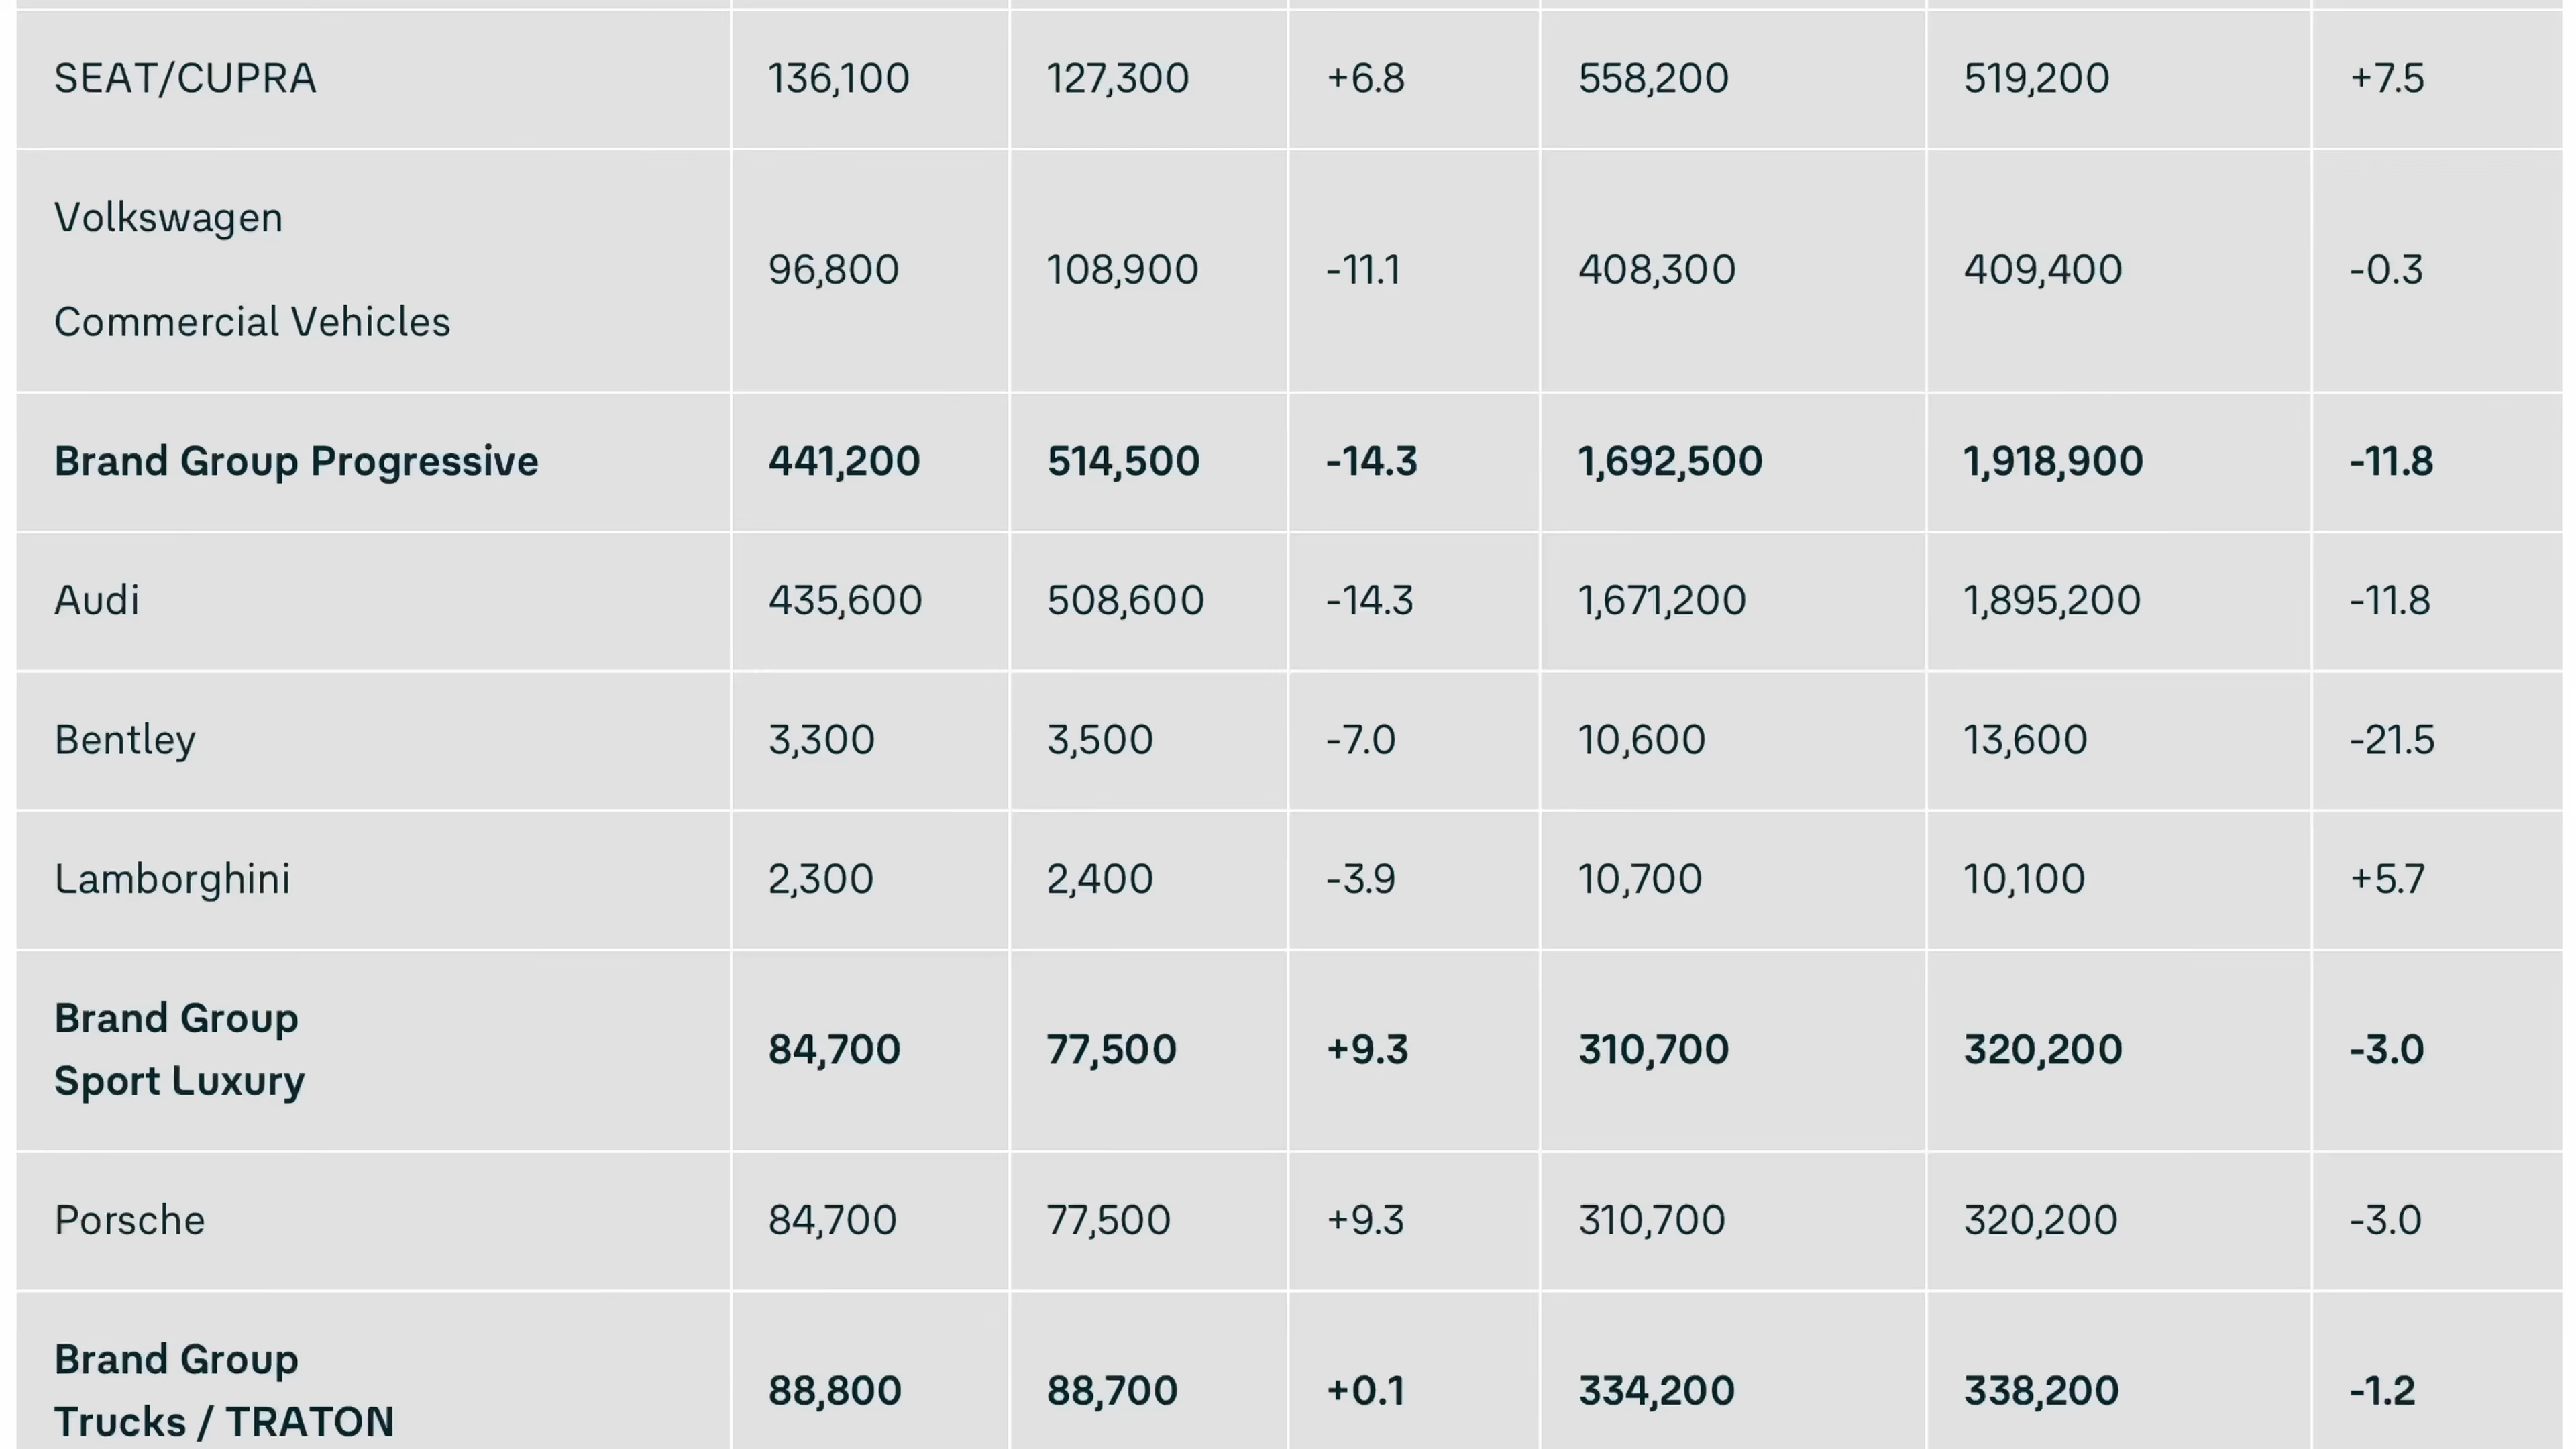 SEAT/CUPRA 136,100 127,300 +6.8 558,200 519,200 +7.5
Volkswagen
Commercial Vehicles 96,800 108,900 -11.1 408,300 409,400 -0.3
Brand Group Progressive 441,200 514,500 -14.3 1,692,500 1,918,900 -11.8
Audi 435,600 508,600 -14.3 1,671,200 1,895,200 -11.8
Bentley 3,300 3,500 -7.0 10,600 13,600 -21.5
Lamborghini 2,300 2,400 -3.9 10,700 10,100 +5.7
Brand Group
Sport Luxury 84,700 77,500 +9.3 310,700 320,200 -3.0
Porsche 84,700 77,500 +9.3 310,700 320,200 -3.0
Brand Group
Trucks / TRATON 88,800 88,700 +0.1 334,200 338,200 -1.2